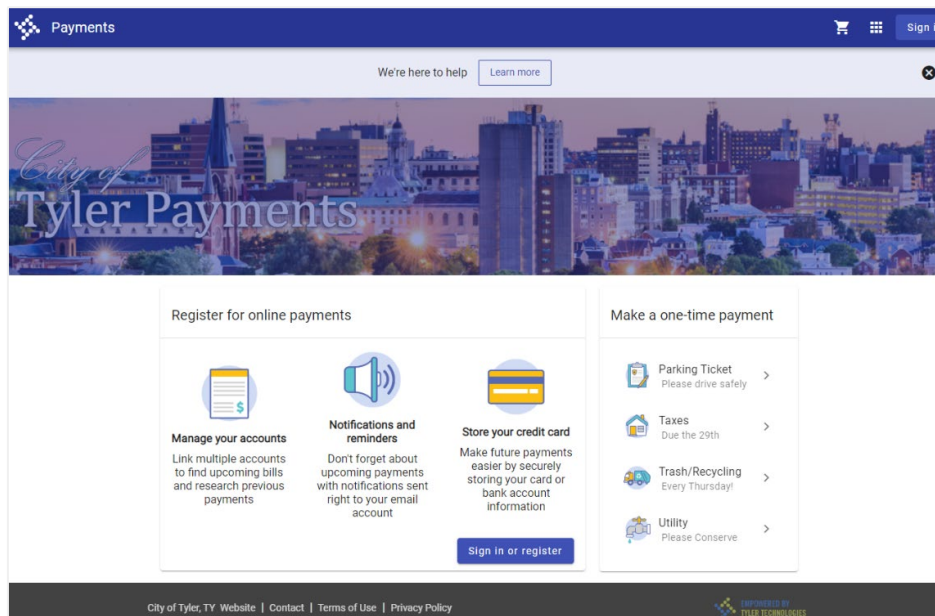 Payments
Sign i
We're here to help
Learn more
City of
Tyler Payments
Register for online payments
Manage your accounts
Link multiple accounts
to find upcoming bills
and research previous
payments
Notifications and
reminders
Don't forget about
upcoming payments
with notifications sent
right to your email
account
Store your credit card
Make future payments
easier by securely
storing your card or
bank account
information
Sign in or register
Make a one-time payment
Parking Ticket
Please drive safely
Taxes
Due the 29th
Trash/Recycling
Every Thursday!
Utility
Please Conserve
City of Tyler, TY Website | Contact | Terms of Use | Privacy Policy
EMPOWERED BY
TYLER TECHNOLOGIES